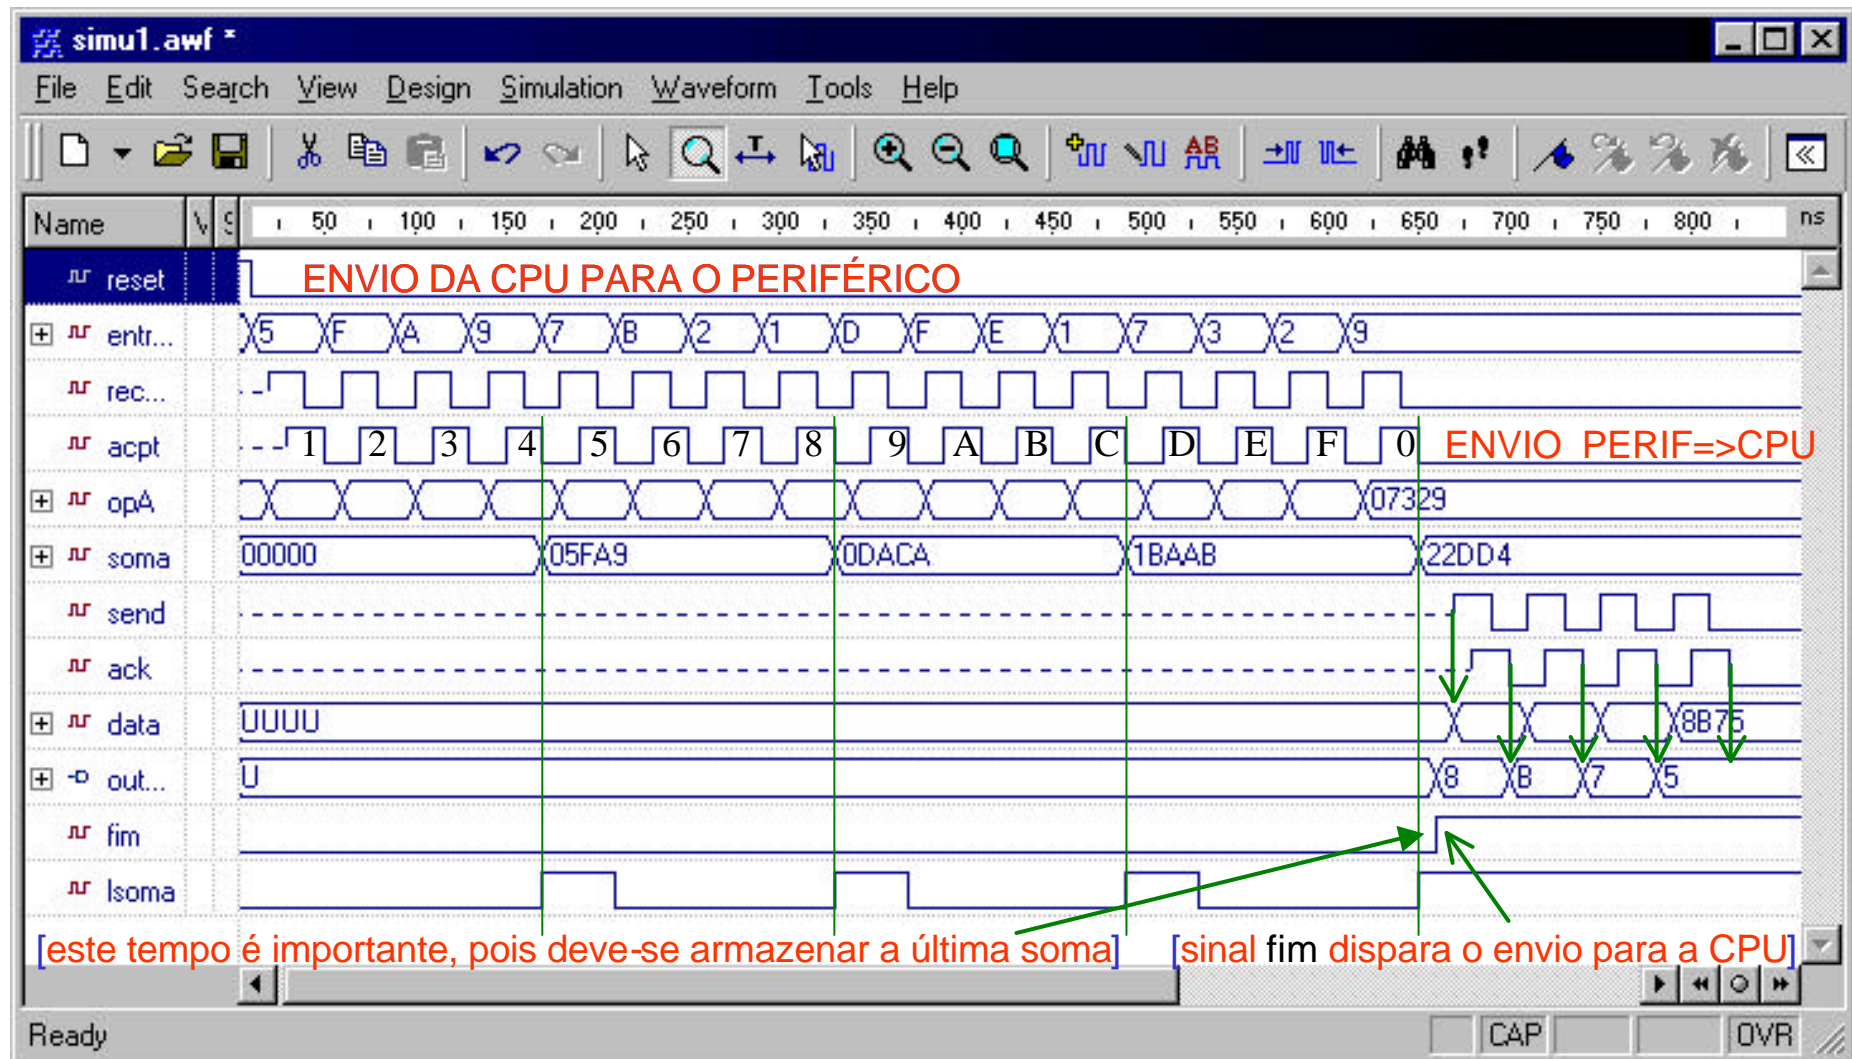 simu1.awf *
File Edit Search View Design Simulation Waveform Tools Help
Name V S 50 100 150 200 250 300 350 400 450 500 550 600 650 700 750 800 ns
reset ENVIO DA CPU PARA O PERIFÉRICO
entr... 5 F A 9 7 B 2 1 D F E 1 7 3 2 9
rec...
acpt 1 2 3 4 5 6 7 8 9 A B C D E F 0 ENVIO PERIF=>CPU
opA 07329
soma 00000 05FA9 0DACA 1BAAB 22DD4
send
ack
data UUUU 8B75
out... U 8 B 7 5
fim
lsoma
[este tempo é importante, pois deve-se armazenar a última soma] [sinal fim dispara o envio para a CPU]
Ready CAP OVR